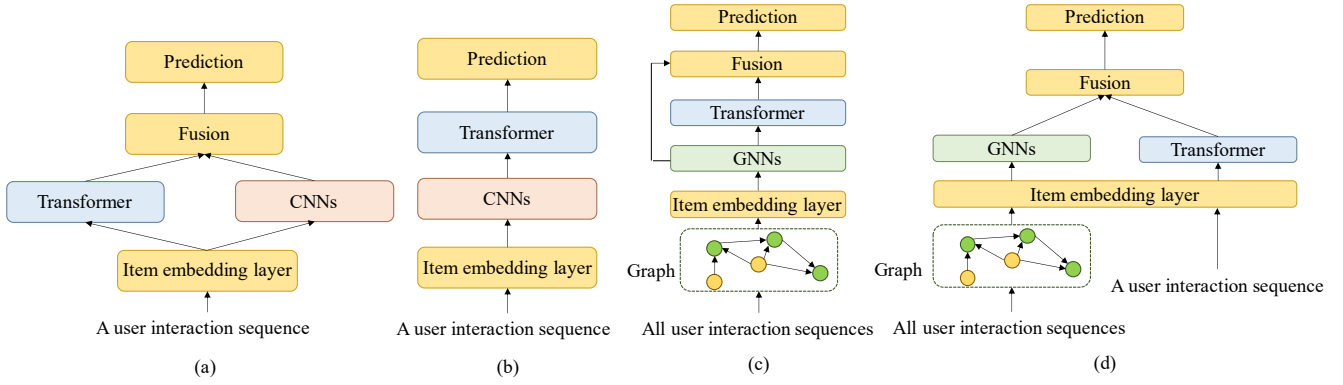 Prediction
Fusion
Transformer
CNNs
Item embedding layer
A user interaction sequence
(a)
Prediction
Transformer
CNNs
Item embedding layer
A user interaction sequence
(b)
Prediction
Fusion
Transformer
GNNs
Item embedding layer
Graph
All user interaction sequences
(c)
Prediction
Fusion
GNNs
Transformer
Item embedding layer
Graph
A user interaction sequence
All user interaction sequences
(d)